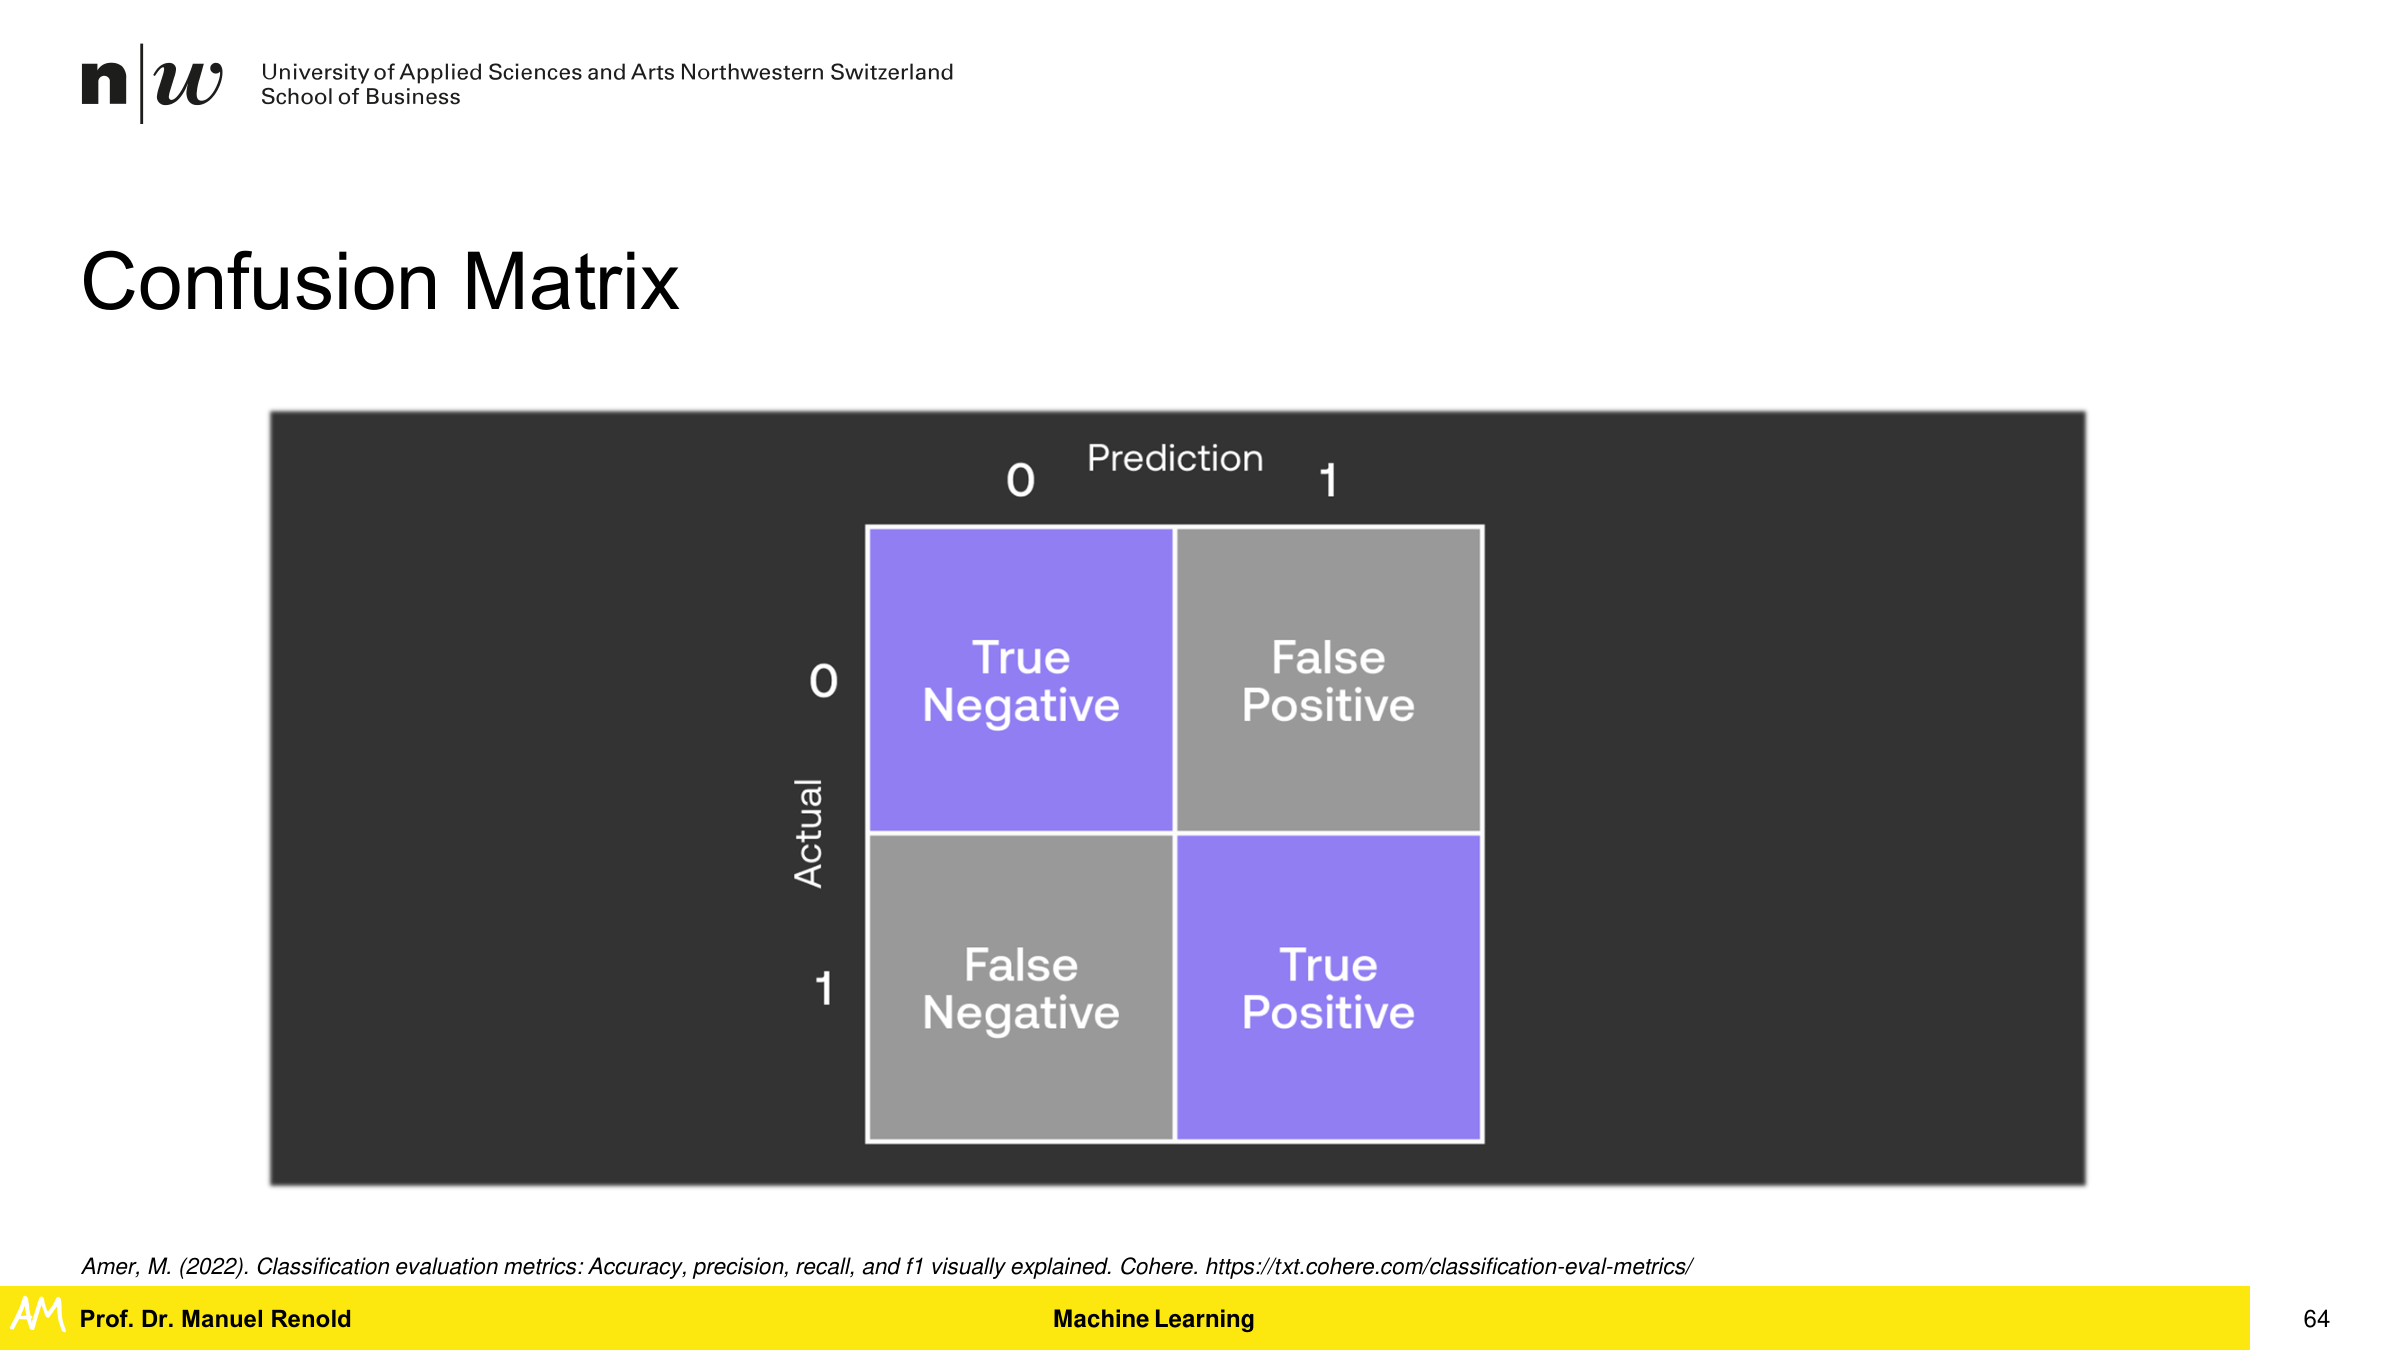 n|w
University of Applied Sciences and Arts Northwestern Switzerland
School of Business
Confusion Matrix
Prediction
0 1
True
Negative
False
Positive
0
Actual
1
False
Negative
True
Positive
Amer, M. (2022). Classification evaluation metrics: Accuracy, precision, recall, and f1 visually explained. Cohere. https://txt.cohere.com/classification-eval-metrics/
AM
Prof. Dr. Manuel Renold
Machine Learning
64